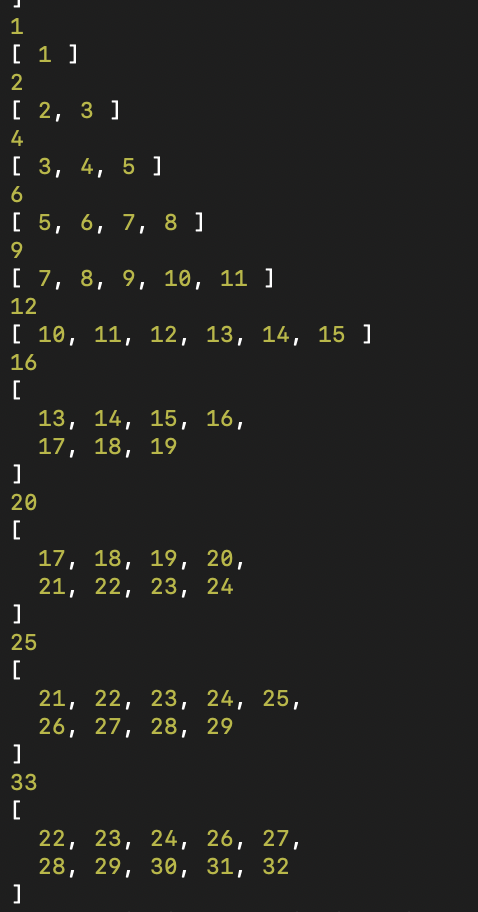 ]
1
[ 1 ]
2
[ 2, 3 ]
4
[ 3, 4, 5 ]
6
[ 5, 6, 7, 8 ]
9
[ 7, 8, 9, 10, 11 ]
12
[ 10, 11, 12, 13, 14, 15 ]
16
[
  13, 14, 15, 16,
  17, 18, 19
]
20
[
  17, 18, 19, 20,
  21, 22, 23, 24
]
25
[
  21, 22, 23, 24, 25,
  26, 27, 28, 29
]
33
[
  22, 23, 24, 26, 27,
  28, 29, 30, 31, 32
]